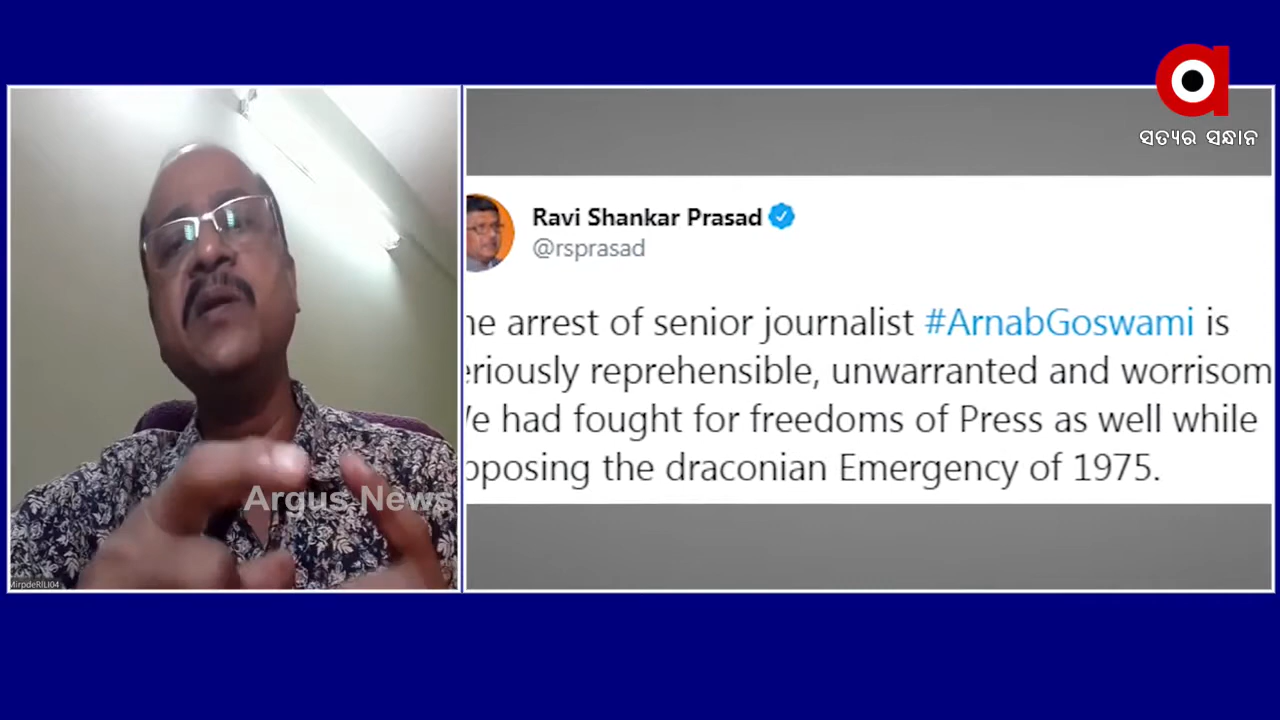 ସତ୍ୟର ସନ୍ଧାନ
Ravi Shankar Prasad
@rsprasad
he arrest of senior journalist #ArnabGoswami is
eriously reprehensible, unwarranted and worrisom
e had fought for freedoms of Press as well while
pposing the draconian Emergency of 1975.
Argus News